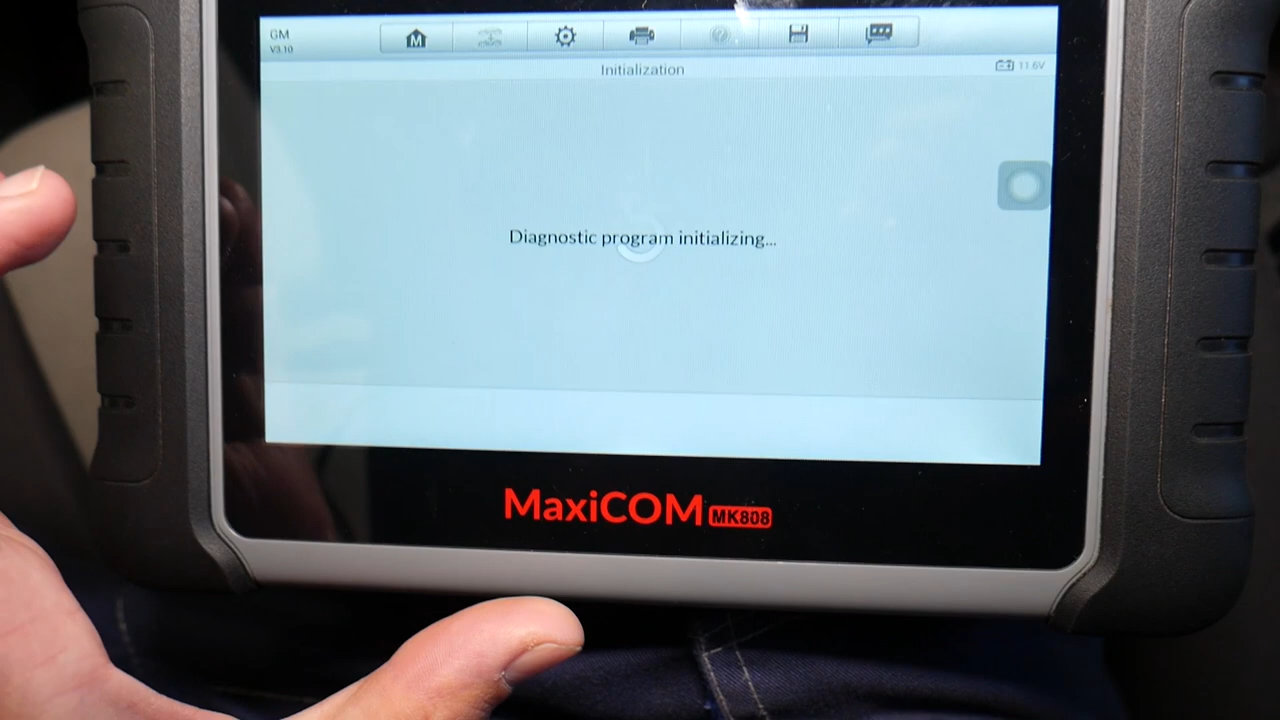 GM
V3.10
M
Initialization
11.6V
Diagnostic program initializing...
MaxiCOM MK808